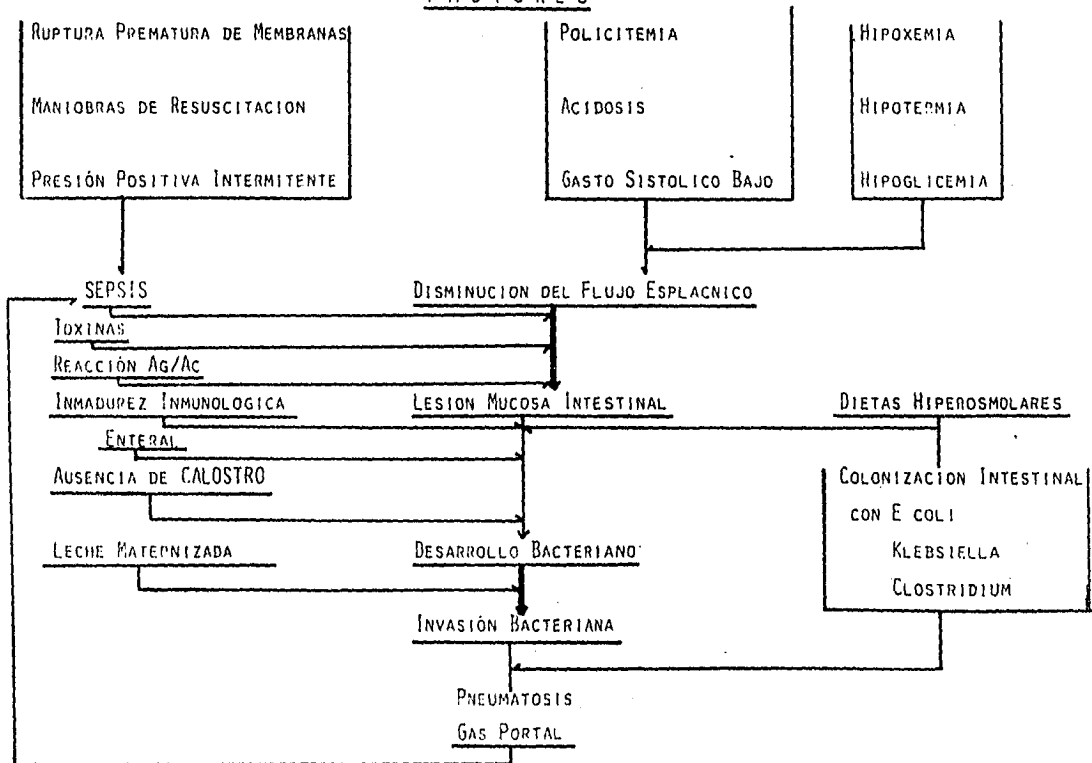 FACTORES
RUPTURA PREMATURA DE MEMBRANAS
MANIOBRAS DE RESUSCITACION
PRESIÓN POSITIVA INTERMITENTE
POLICITEMIA
ACIDOSIS
GASTO SISTOLICO BAJO
HIPOXEMIA
HIPOTERMIA
HIPOGLICEMIA
SEPSIS
DISMINUCION DEL FLUJO ESPLACNICO
TOXINAS
REACCIÓN AG/AC
INMADUREZ INMUNOLOGICA
LESION MUCOSA INTESTINAL
DIETAS HIPEROSMOLARES
ENTERAL
AUSENCIA DE CALOSTRO
COLONIZACION INTESTINAL
CON E COLI
KLEBSIELLA
CLOSTRIDIUM
LECHE MATERNIZADA
DESARROLLO BACTERIANO
INVASIÓN BACTERIANA
PNEUMATOSIS
GAS PORTAL